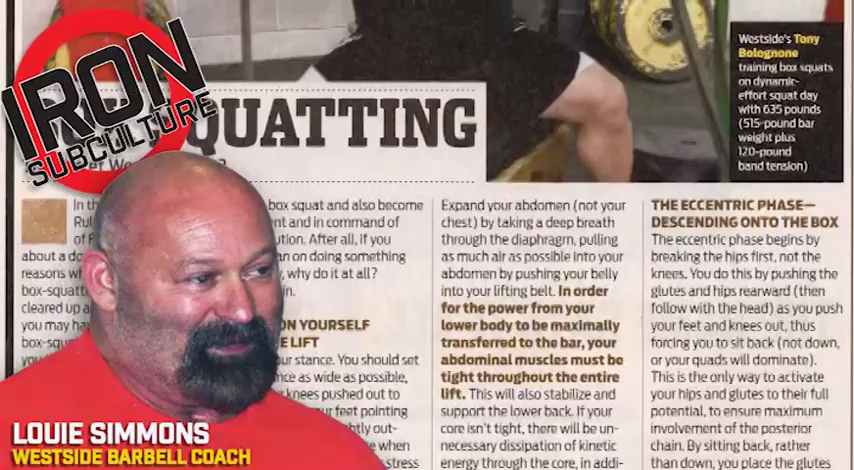 IRON
SUBCULTURE
QUATTING
Westside's Tony
Bolognone
training box squats
on dynamic-
effort squat day
with 635 pounds
(515-pound bar
weight plus
120-pound
band tension)
In th
box squat and also become
Rul
nt and in command of
of
ution. After all, if you
about a do
an on doing something
reasons w
, why do it at all?
box-squatt
in.
cleared up a
you may ha
box-squ
you
ON YOURSELF
E LIFT
our stance. You should set
nce as wide as possible,
knees pushed out to
ur feet pointing
htly out-
e when
stress
Expand your abdomen (not your
chest) by taking a deep breath
through the diaphragm, pulling
as much air as possible into your
abdomen by pushing your belly
into your lifting belt. In order
for the power from your
lower body to be maximally
transferred to the bar, your
abdominal muscles must be
tight throughout the entire
lift. This will also stabilize and
support the lower back. If your
core isn't tight, there will be un-
necessary dissipation of kinetic
energy through the core, in addi-
THE ECCENTRIC PHASE—
DESCENDING ONTO THE BOX
The eccentric phase begins by
breaking the hips first, not the
knees. You do this by pushing the
glutes and hips rearward (then
follow with the head) as you push
your feet and knees out, thus
forcing you to sit back (not down,
or your quads will dominate).
This is the only way to activate
your hips and glutes to their full
potential, to ensure maximum
involvement of the posterior
chain. By sitting back, rather
than down, you place the glutes
LOUIE SIMMONS
WESTSIDE BARBELL COACH